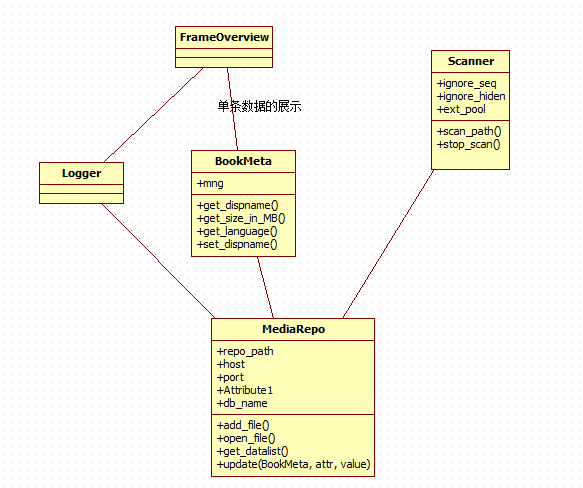 FrameOverview
Scanner
+ignore_seq
+ignore_hiden
+ext_pool
+scan_path()
+stop_scan()
单条数据的展示
Logger
BookMeta
+mng
+get_dispname()
+get_size_in_MB()
+get_language()
+set_dispname()
MediaRepo
+repo_path
+host
+port
+Attribute1
+db_name
+add_file()
+open_file()
+get_datalist()
+update(BookMeta, attr, value)